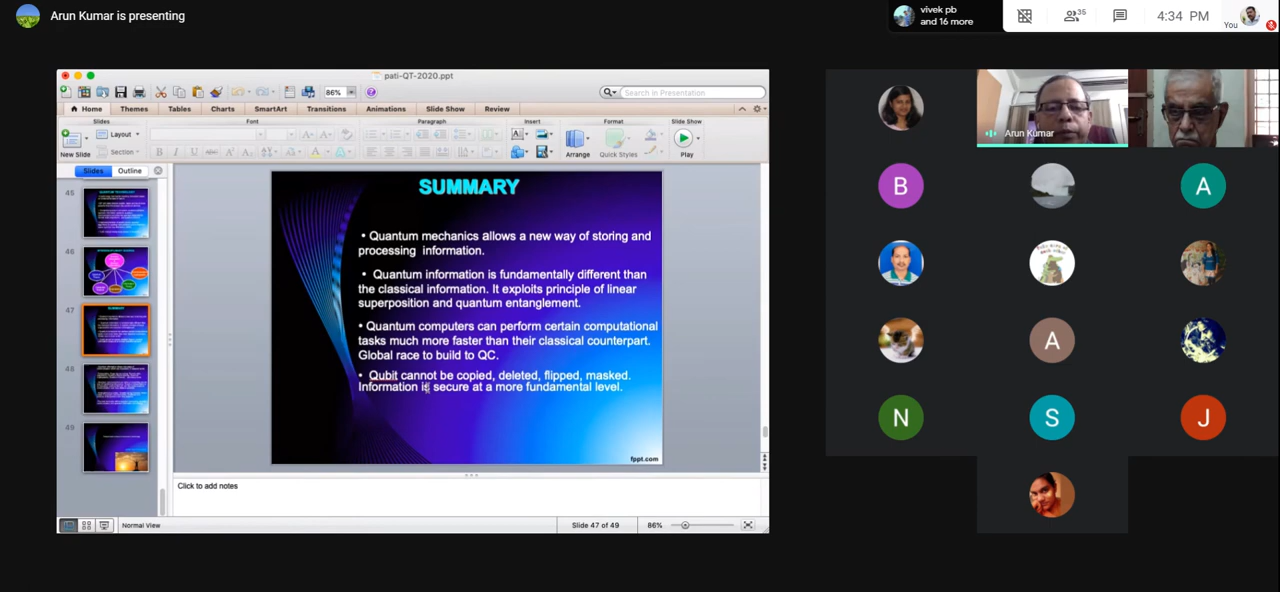 Arun Kumar is presenting
vivek pb
and 16 more
35
4:34 PM
You
pati-QT-2020.ppt
86%
Search in Presentation
Home
Themes
Tables
Charts
SmartArt
Transitions
Animations
Slide Show
Review
Slides
Font
Paragraph
Insert
Format
Slide Show
New Slide
Layout
Section
B I U ABC
Arrange
Quick Styles
Play
Slides
Outline
45
46
47
48
49
SUMMARY
• Quantum mechanics allows a new way of storing and
processing information.
• Quantum information is fundamentally different than
the classical information. It exploits principle of linear
superposition and quantum entanglement.
• Quantum computers can perform certain computational
tasks much more faster than their classical counterpart.
Global race to build to QC.
• Qubit cannot be copied, deleted, flipped, masked.
Information is secure at a more fundamental level.
fppt.com
Click to add notes
Normal View
Slide 47 of 49
86%
Arun Kumar
B
A
A
N
S
J